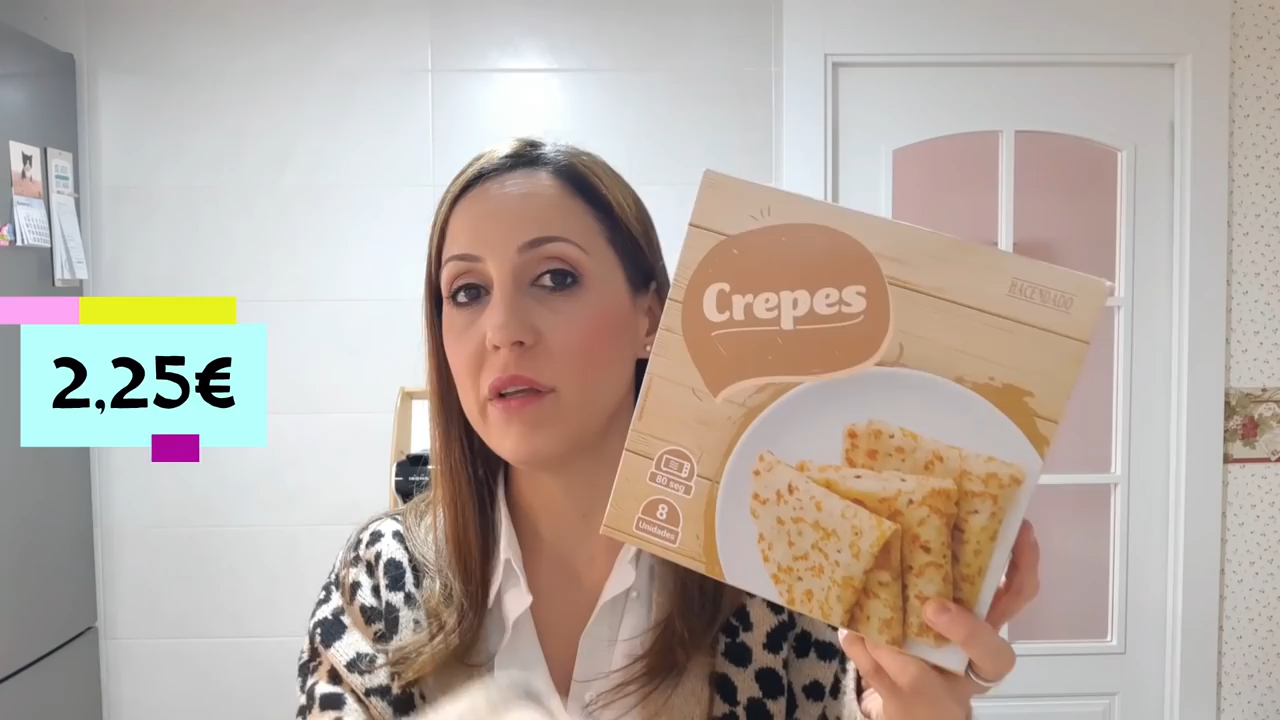 2,25€
Crepes
HACENDADO
80 seg
8
Unidades